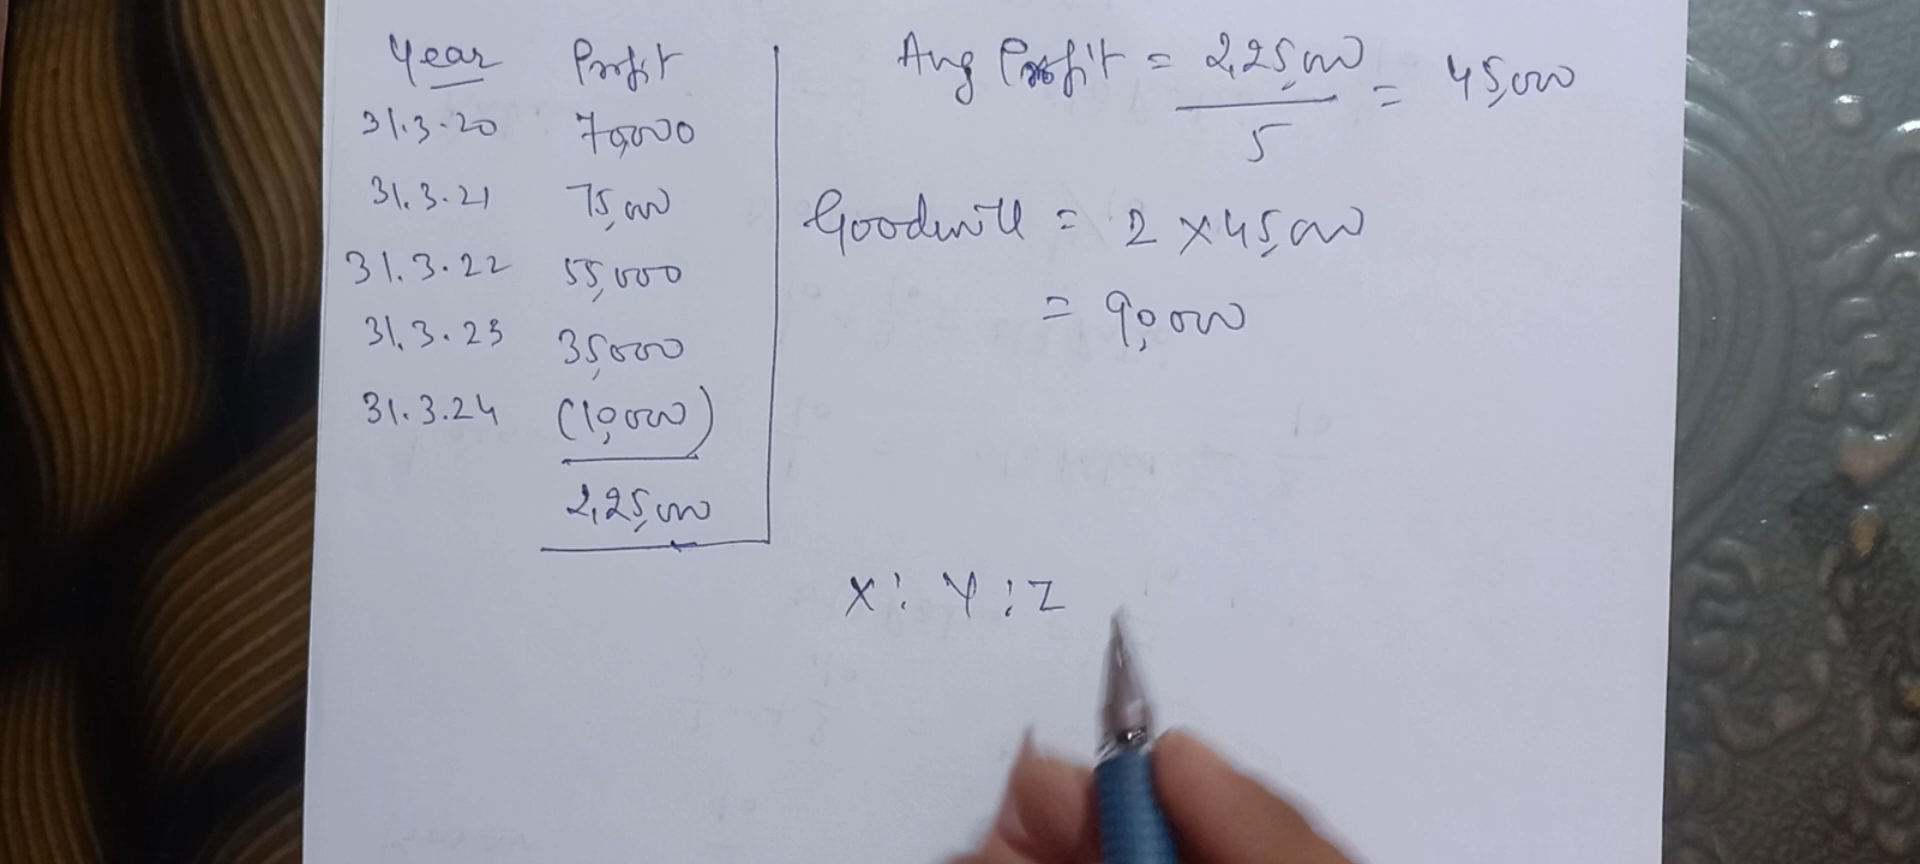 Year Profit
31.3.20 70,000
31.3.21 75,000
31.3.22 55,000
31.3.23 35,000
31.3.24 (10,000)
2,25,000
Avg Profit = 2,25,000 / 5 = 45,000
Goodwill = 2 × 45,000
= 90,000
X : Y : Z